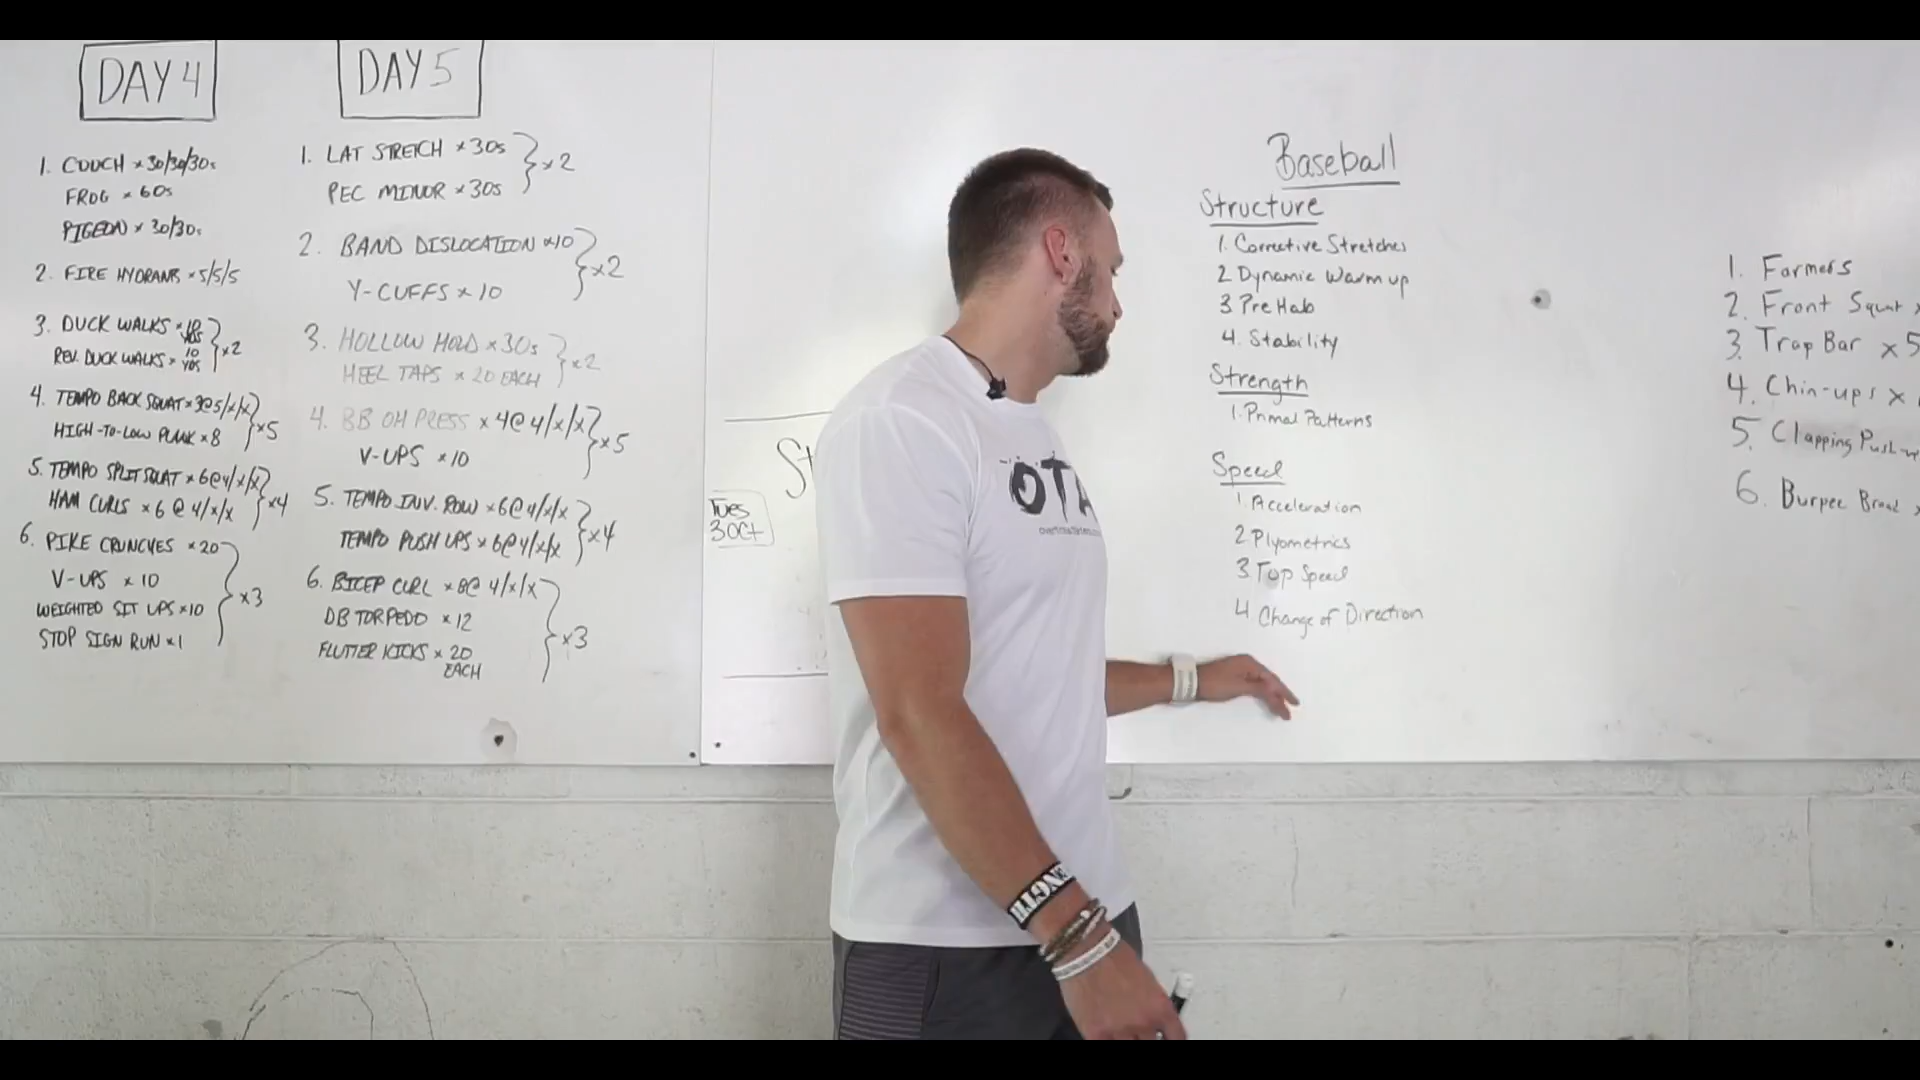 DAY 4
1. COUCH × 30/30/30s
FROG × 60s
PIGEON × 30/30s
2. FIRE HYDRANTS × 5/5/5
3. DUCK WALKS × 10 YDS
REV. DUCK WALKS × 10 YDS
} × 2
4. TEMPO BACK SQUAT × 3@5/x/x
HIGH-TO-LOW PLANK × 8
} × 5
5. TEMPO SPLIT SQUAT × 6@4/x/x
HAM CURLS × 6 @ 4/x/x
} × 4
6. PIKE CRUNCHES × 20
V-UPS × 10
WEIGHTED SIT UPS × 10
STOP SIGN RUN × 1
} × 3
DAY 5
1. LAT STRETCH × 30s
PEC MINOR × 30s
} × 2
2. BAND DISLOCATION × 10
Y-CUFFS × 10
} × 2
3. HOLLOW HOLD × 30s
HEEL TAPS × 20 EACH
} × 2
4. BB OH PRESS × 4@4/x/x
V-UPS × 10
} × 5
5. TEMPO INV. ROW × 6@4/x/x
TEMPO PUSH UPS × 6@4/x/x
} × 4
6. BICEP CURL × 8@ 4/x/x
DB TORPEDO × 12
FLUTTER KICKS × 20
EACH
} × 3
St
Tues
3 Oct
OTA
Baseball
Structure
1. Corrective Stretches
2 Dynamic Warm up
3 PreHab
4. Stability
Strength
1. Primal Patterns
Speed
1. Acceleration
2. Plyometrics
3. Top Speed
4 Change of Direction
1. Farmers
2. Front Squat ×
3. Trap Bar × 5
4. Chin-ups ×
5. Clapping Push-
6. Burpee Broad ×